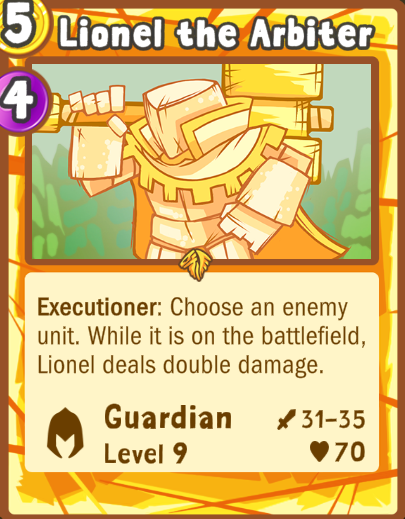 5
Lionel the Arbiter
4
Executioner: Choose an enemy
unit. While it is on the battlefield,
Lionel deals double damage.
Guardian 31–35
Level 9 70